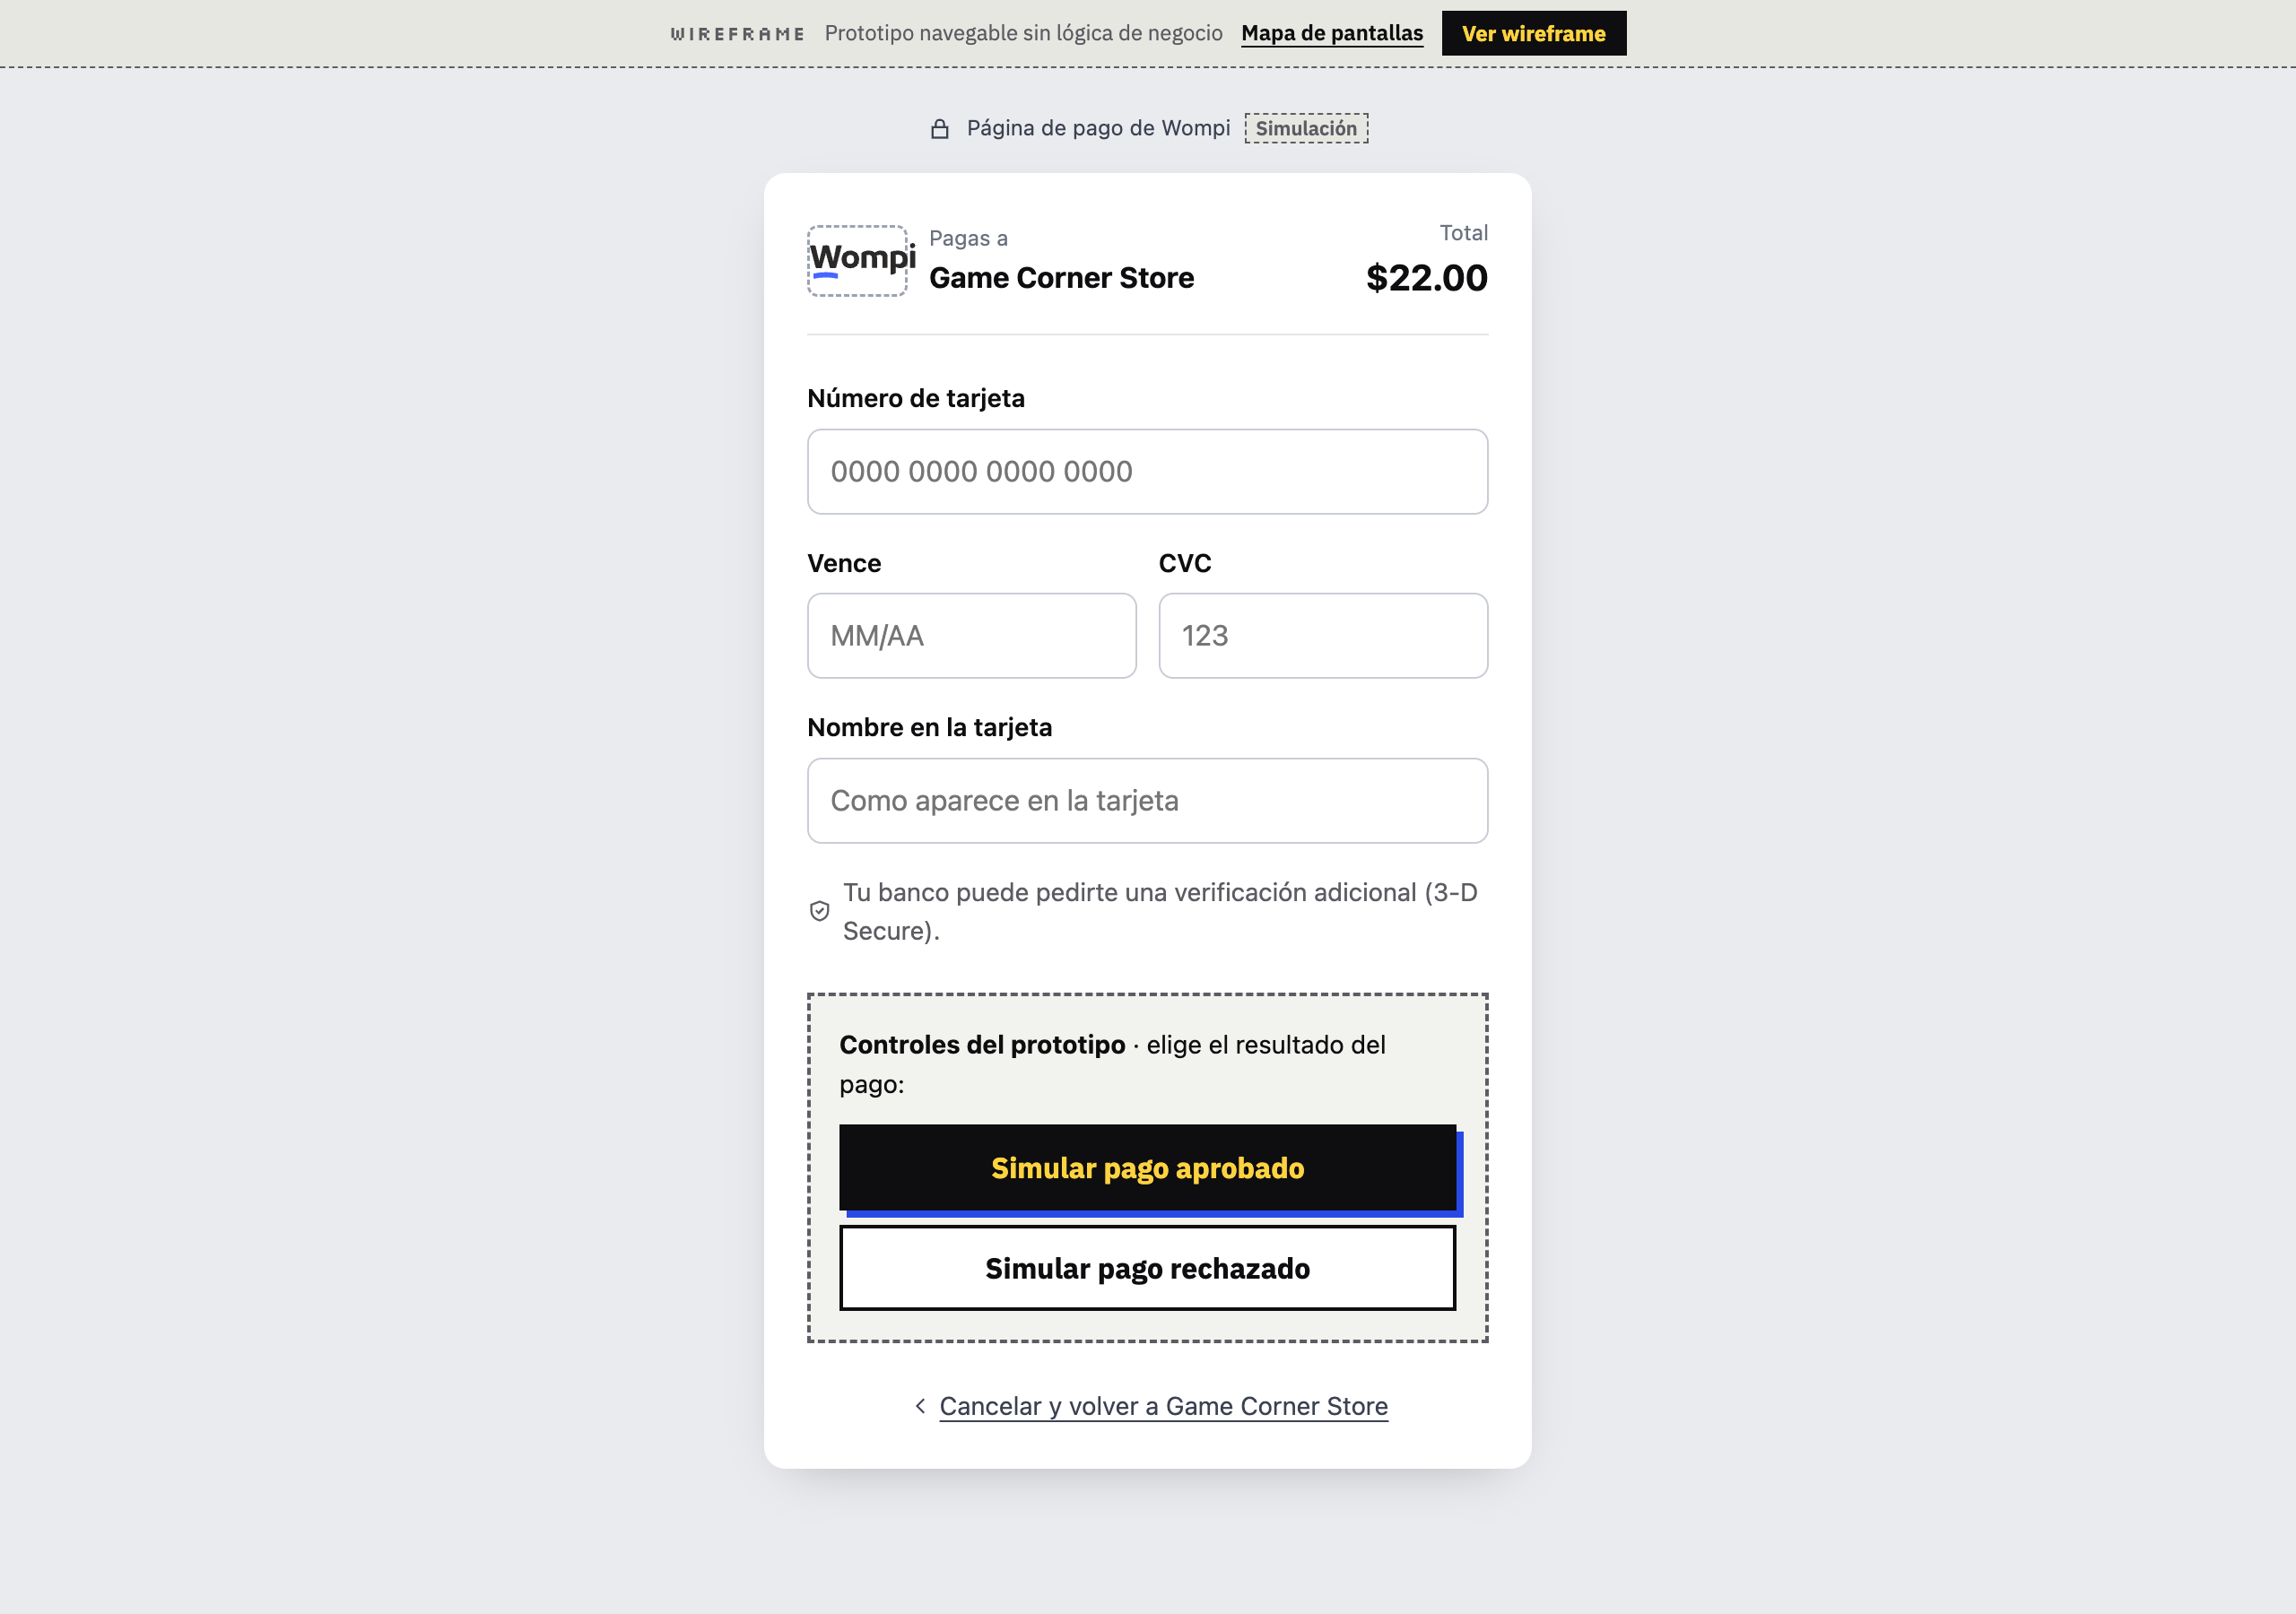 WIREFRAME Prototipo navegable sin lógica de negocio Mapa de pantallas Ver wireframe
Página de pago de Wompi Simulación
Wompi
Pagas a
Game Corner Store
Total
$22.00
Número de tarjeta
0000 0000 0000 0000
Vence
MM/AA
CVC
123
Nombre en la tarjeta
Como aparece en la tarjeta
Tu banco puede pedirte una verificación adicional (3-D
Secure).
Controles del prototipo · elige el resultado del
pago:
Simular pago aprobado
Simular pago rechazado
Cancelar y volver a Game Corner Store